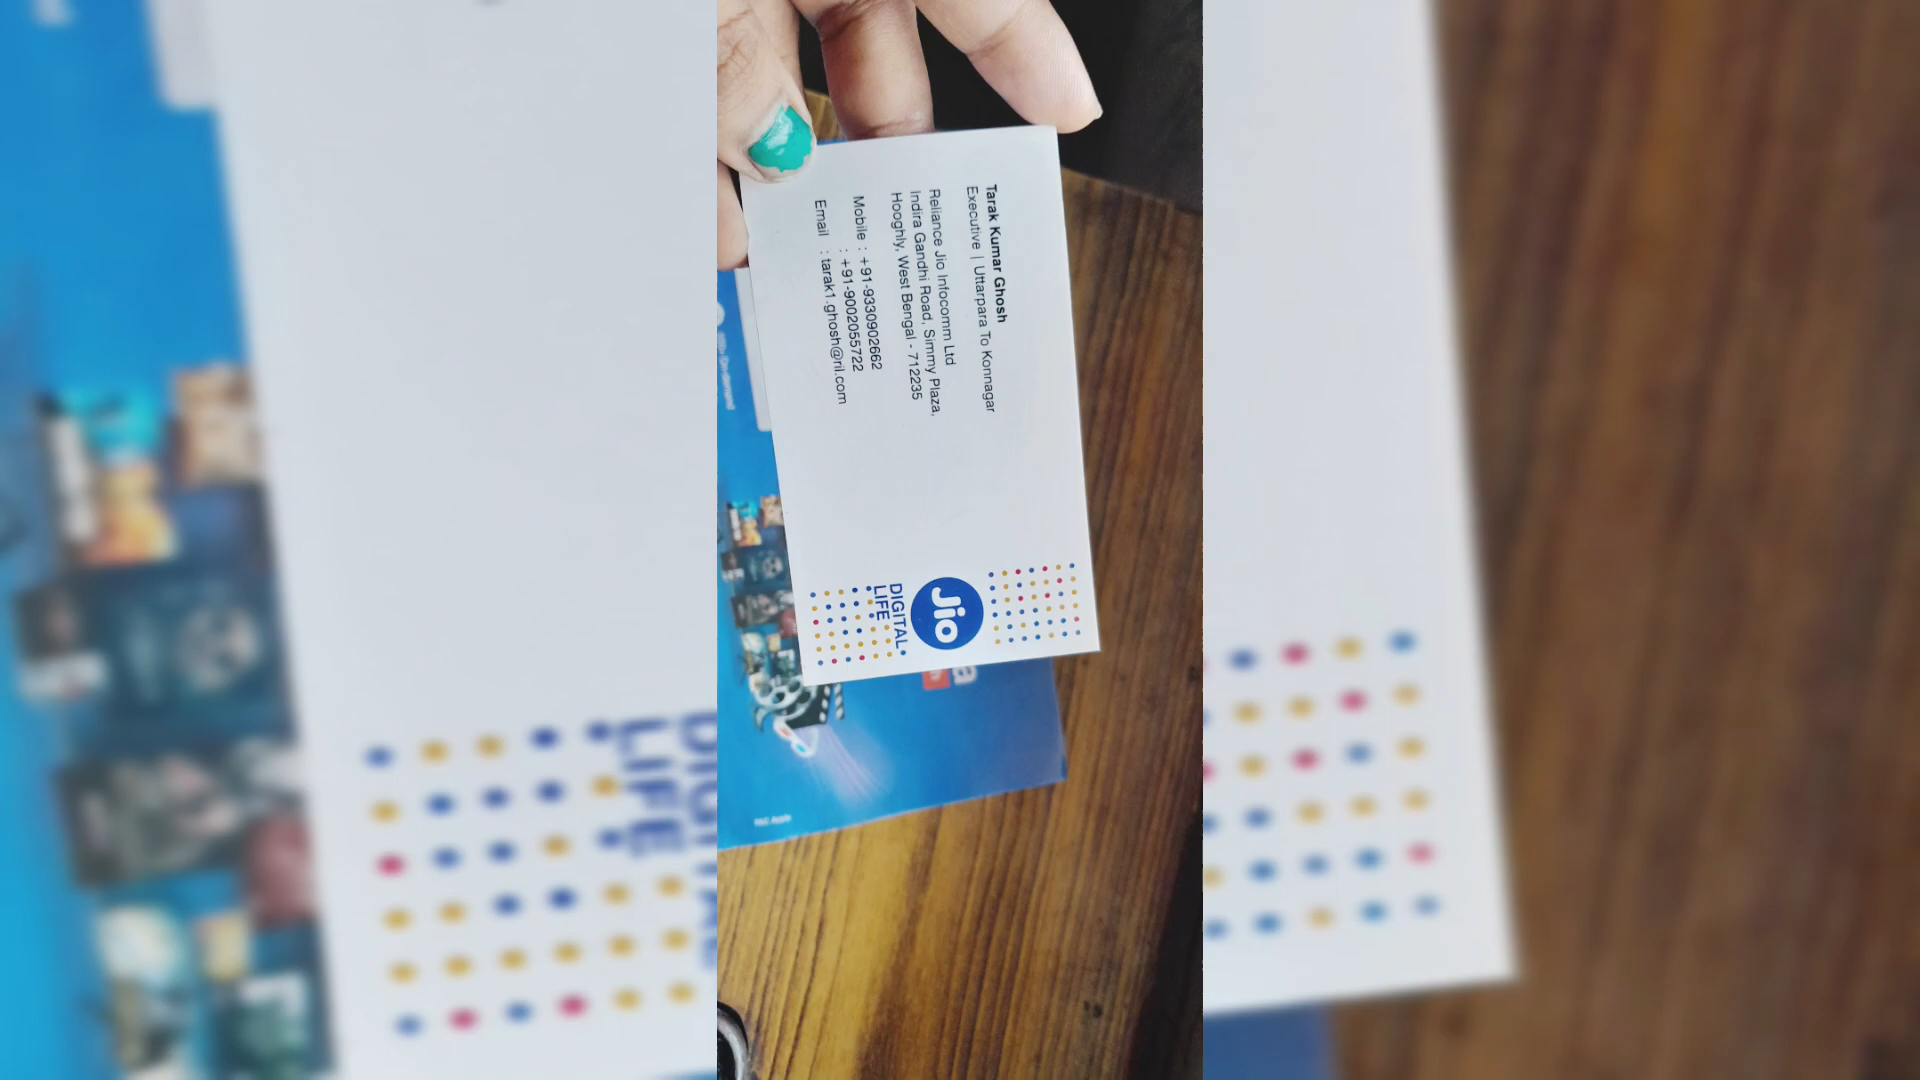 Tarak Kumar Ghosh
Executive | Uttarpara To Konnagar
Reliance Jio Infocomm Ltd
Indira Gandhi Road, Simmy Plaza,
Hooghly, West Bengal - 712235
Mobile : +91-9330902662
: +91-9002055722
Email : tarak1.ghosh@ril.com
Jio
DIGITAL
LIFE